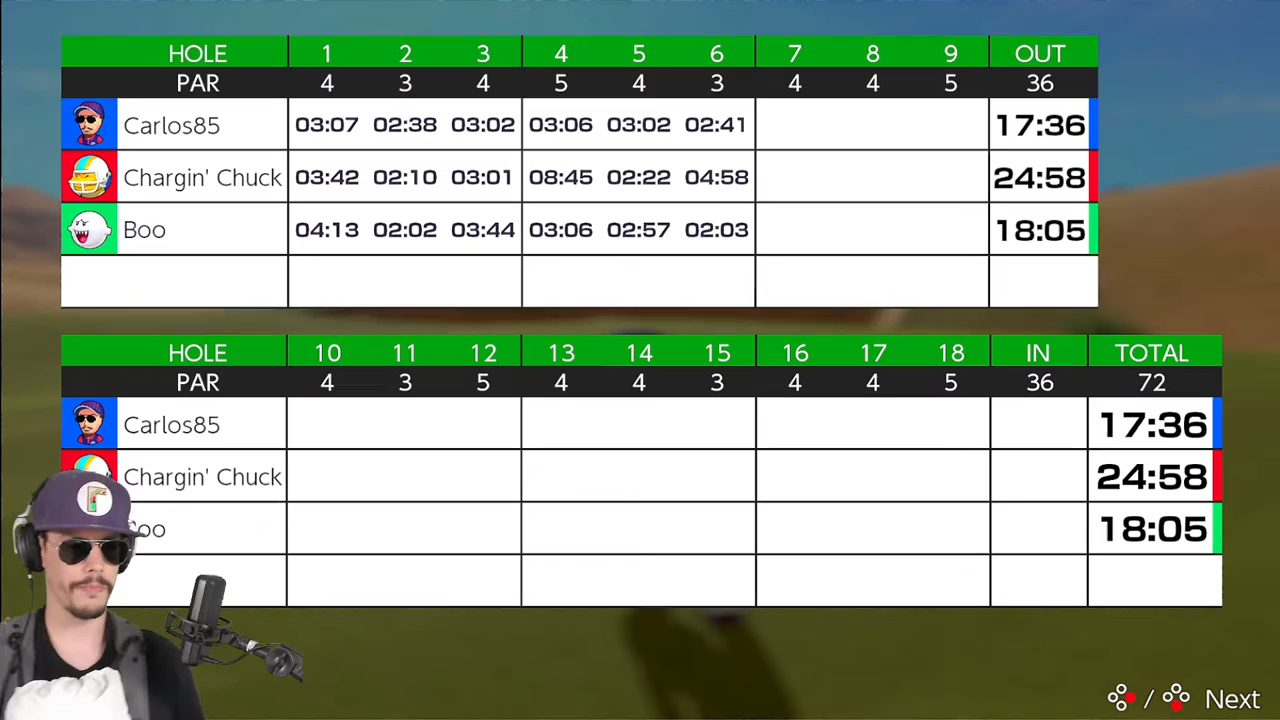 HOLE 1 2 3 4 5 6 7 8 9 OUT
PAR 4 3 4 5 4 3 4 4 5 36
Carlos85 03:07 02:38 03:02 03:06 03:02 02:41 17:36
Chargin' Chuck 03:42 02:10 03:01 08:45 02:22 04:58 24:58
Boo 04:13 02:02 03:44 03:06 02:57 02:03 18:05
HOLE 10 11 12 13 14 15 16 17 18 IN TOTAL
PAR 4 3 5 4 4 3 4 4 5 36 72
Carlos85 17:36
Chargin' Chuck 24:58
oo 18:05
/ Next